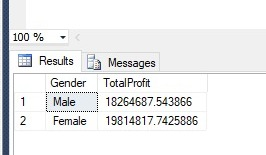 100 %
Results Messages
Gender TotalProfit
1 Male 18264687.543866
2 Female 19814817.7425886